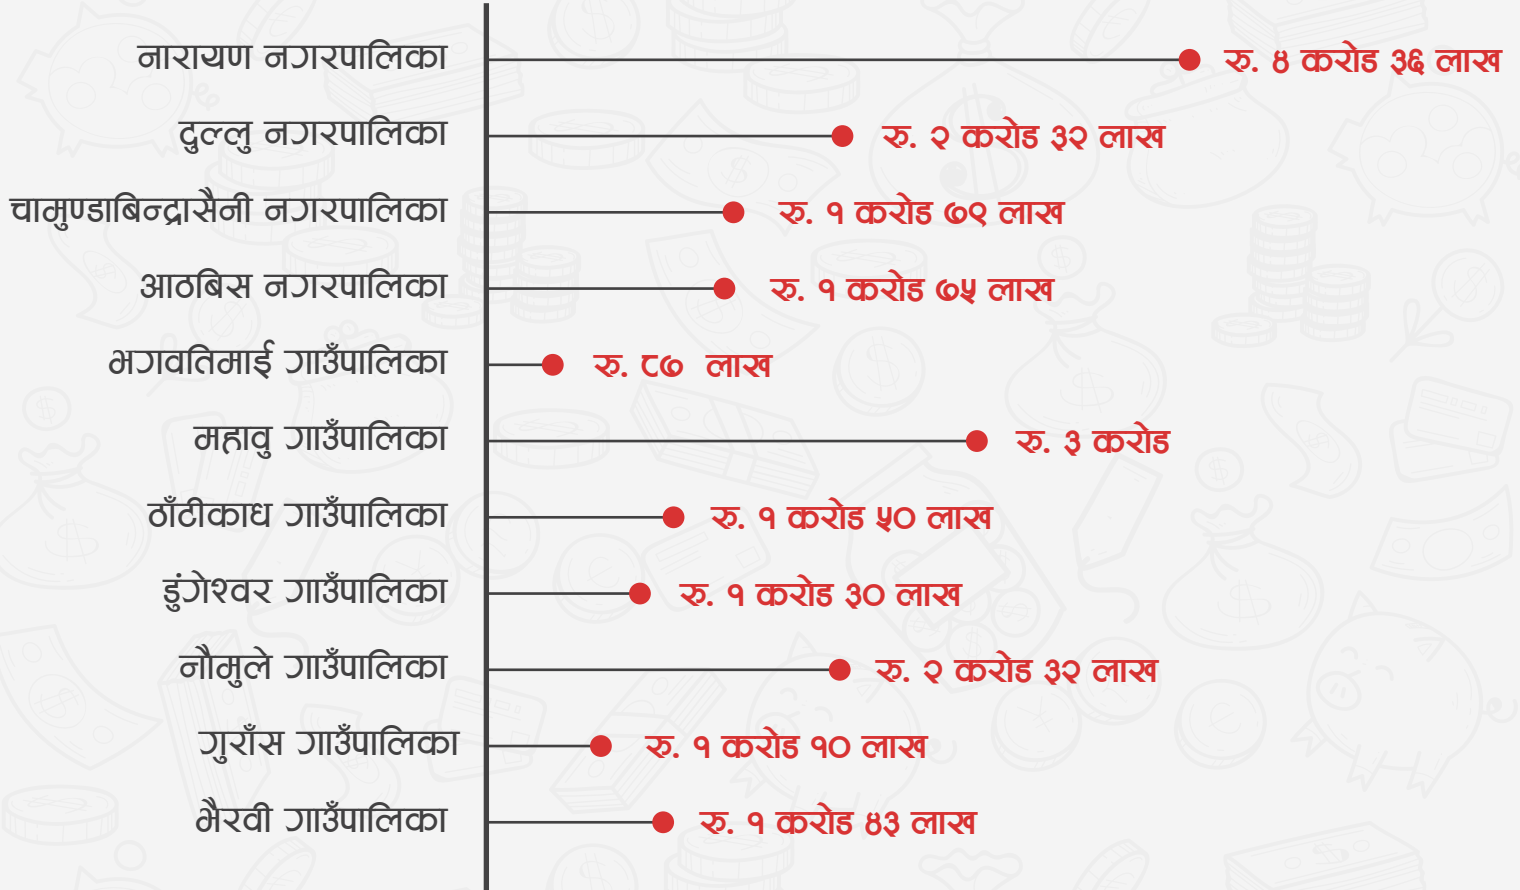 नारायण नगरपालिका रु. ४ करोड ३६ लाख
दुल्लु नगरपालिका रु. २ करोड ३२ लाख
चामुण्डाबिन्द्रासैनी नगरपालिका रु. १ करोड ७९ लाख
आठबिस नगरपालिका रु. १ करोड ७५ लाख
भगवतिमाई गाउँपालिका रु. ८७ लाख
महावु गाउँपालिका रु. ३ करोड
ठाँटीकाध गाउँपालिका रु. १ करोड ५० लाख
डुंगेश्वर गाउँपालिका रु. १ करोड ३० लाख
नौमुले गाउँपालिका रु. २ करोड ३२ लाख
गुराँस गाउँपालिका रु. १ करोड १० लाख
भैरवी गाउँपालिका रु. १ करोड ४३ लाख